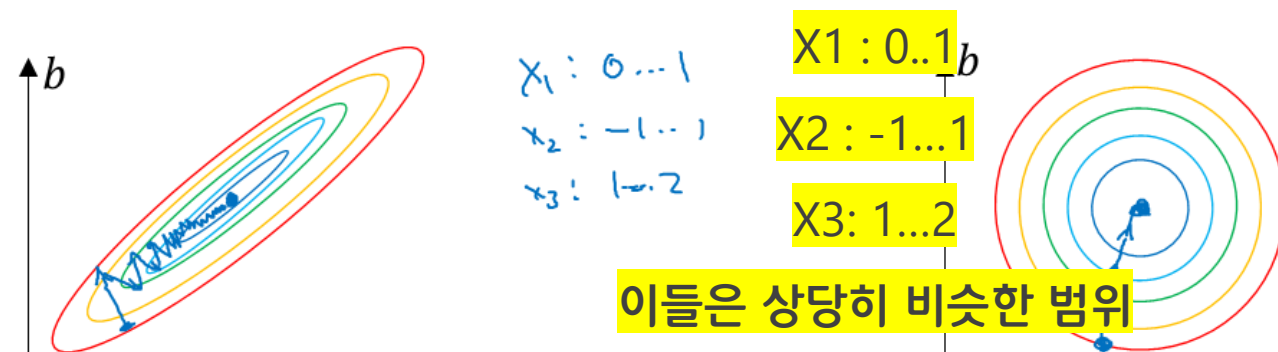 b
x₁ : 0 ... 1
x₂ : -1 .. 1
x₃ : 1 ... 2
X1 : 0..1
X2 : -1...1
X3: 1...2
이들은 상당히 비슷한 범위
b